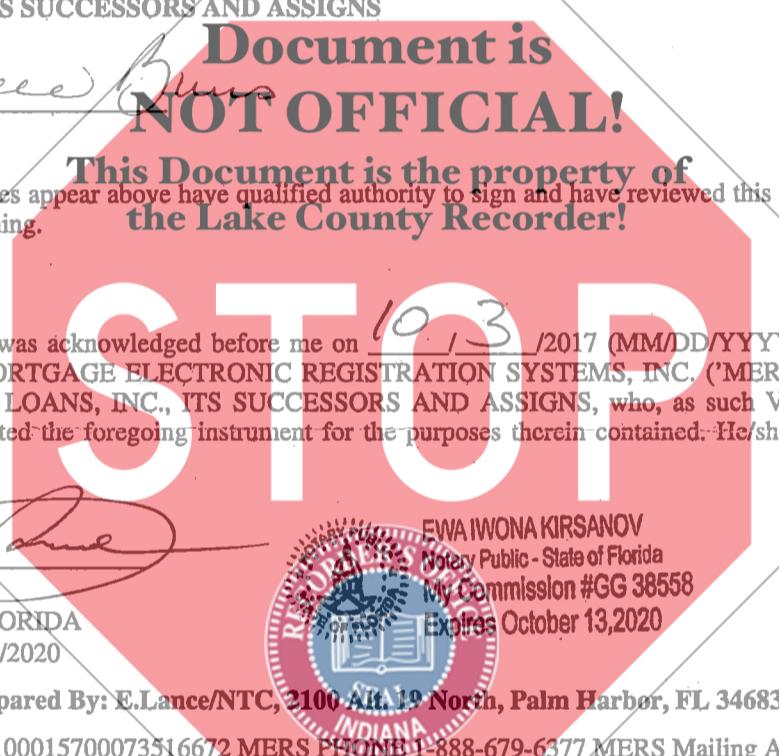 S SUCCESSORS AND ASSIGNS
Document is
NOT OFFICIAL!
This Document is the property of
es appear above have qualified authority to sign and have reviewed this
ing.
the Lake County Recorder!
STOP
was acknowledged before me on 10/3/2017 (MM/DD/YYYY
ORTGAGE ELECTRONIC REGISTRATION SYSTEMS, INC. ('MER
LOANS, INC., ITS SUCCESSORS AND ASSIGNS, who, as such V
ted the foregoing instrument for the purposes therein contained. He/sh
EWA IWONA KIRSANOV
Notary Public - State of Florida
My Commission #GG 38558
Expires October 13,2020
SEAL
INDIANA
ORIDA
/2020
pared By: E.Lance/NTC, 2100 Alt. 19 North, Palm Harbor, FL 34683
100015700073516672 MERS PHONE 1-888-679-6377 MERS Mailing A